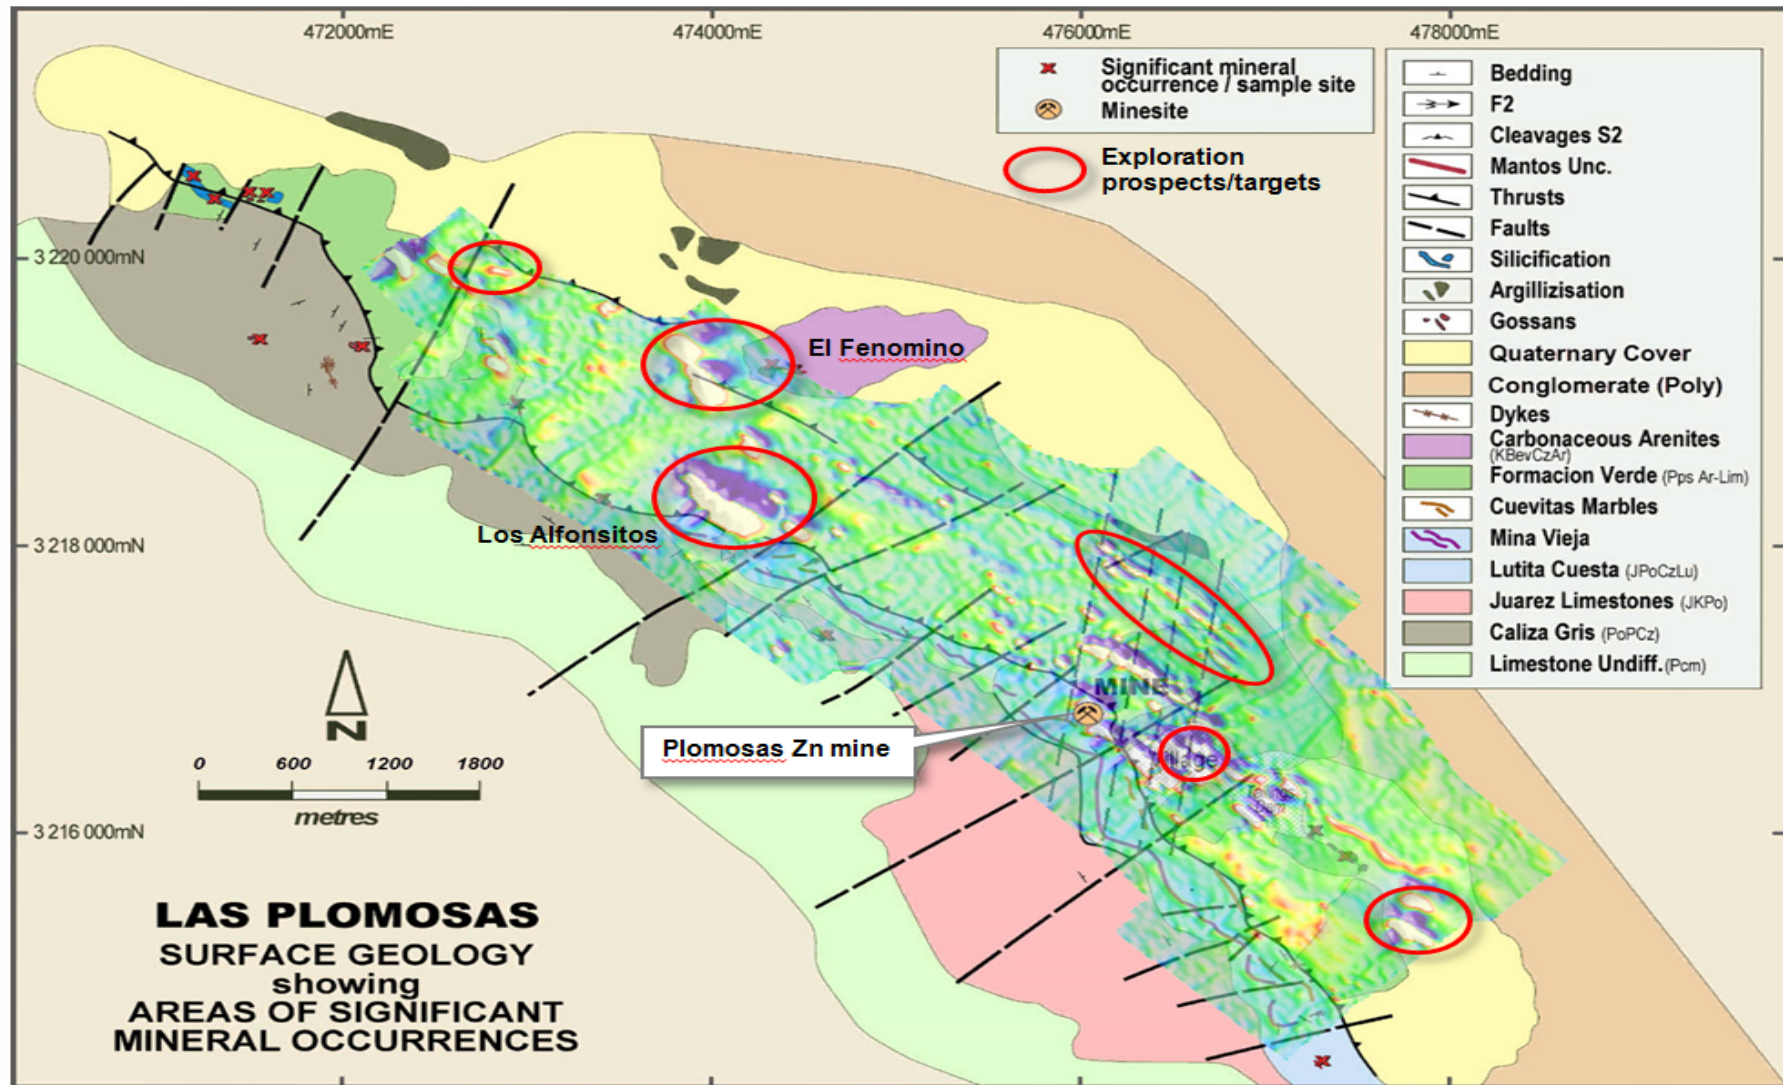 472000mE
474000mE
476000mE
478000mE
3 220 000mN
3 218 000mN
3 216 000mN
Significant mineral
occurrence / sample site
Minesite
Exploration
prospects/targets
Bedding
F2
Cleavages S2
Mantos Unc.
Thrusts
Faults
Silicification
Argillizisation
Gossans
Quaternary Cover
Conglomerate (Poly)
Dykes
Carbonaceous Arenites
(KBevCzAr)
Formacion Verde (Pps Ar-Lim)
Cuevitas Marbles
Mina Vieja
Lutita Cuesta (JPoCzLu)
Juarez Limestones (JKPo)
Caliza Gris (PoPCz)
Limestone Undiff.(Pcm)
El Fenomino
Los Alfonsitos
MINE
Plomosas Zn mine
Village
Tailings
Dam
N
0 600 1200 1800
metres
LAS PLOMOSAS
SURFACE GEOLOGY
showing
AREAS OF SIGNIFICANT
MINERAL OCCURRENCES